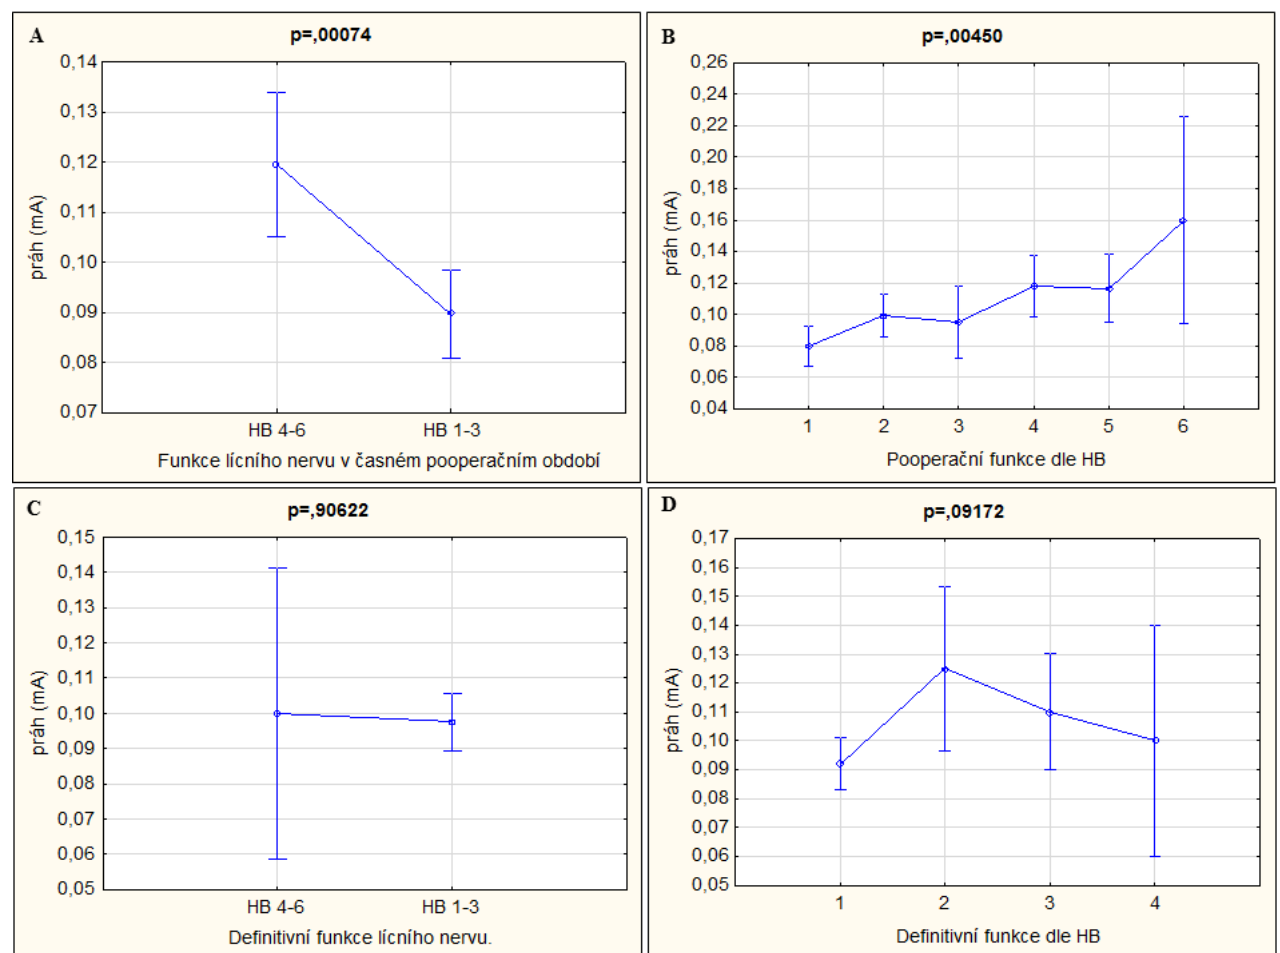 A
p=,00074
0,14
0,13
0,12
0,11
0,10
0,09
0,08
0,07
práh (mA)
HB 4-6 HB 1-3
Funkce lícního nervu v časném pooperačním období
B
p=,00450
0,26
0,24
0,22
0,20
0,18
0,16
0,14
0,12
0,10
0,08
0,06
0,04
práh (mA)
1 2 3 4 5 6
Pooperační funkce dle HB
C
p=,90622
0,15
0,14
0,13
0,12
0,11
0,10
0,09
0,08
0,07
0,06
0,05
práh (mA)
HB 4-6 HB 1-3
Definitivní funkce lícního nervu.
D
p=,09172
0,17
0,16
0,15
0,14
0,13
0,12
0,11
0,10
0,09
0,08
0,07
0,06
0,05
práh (mA)
1 2 3 4
Definitivní funkce dle HB